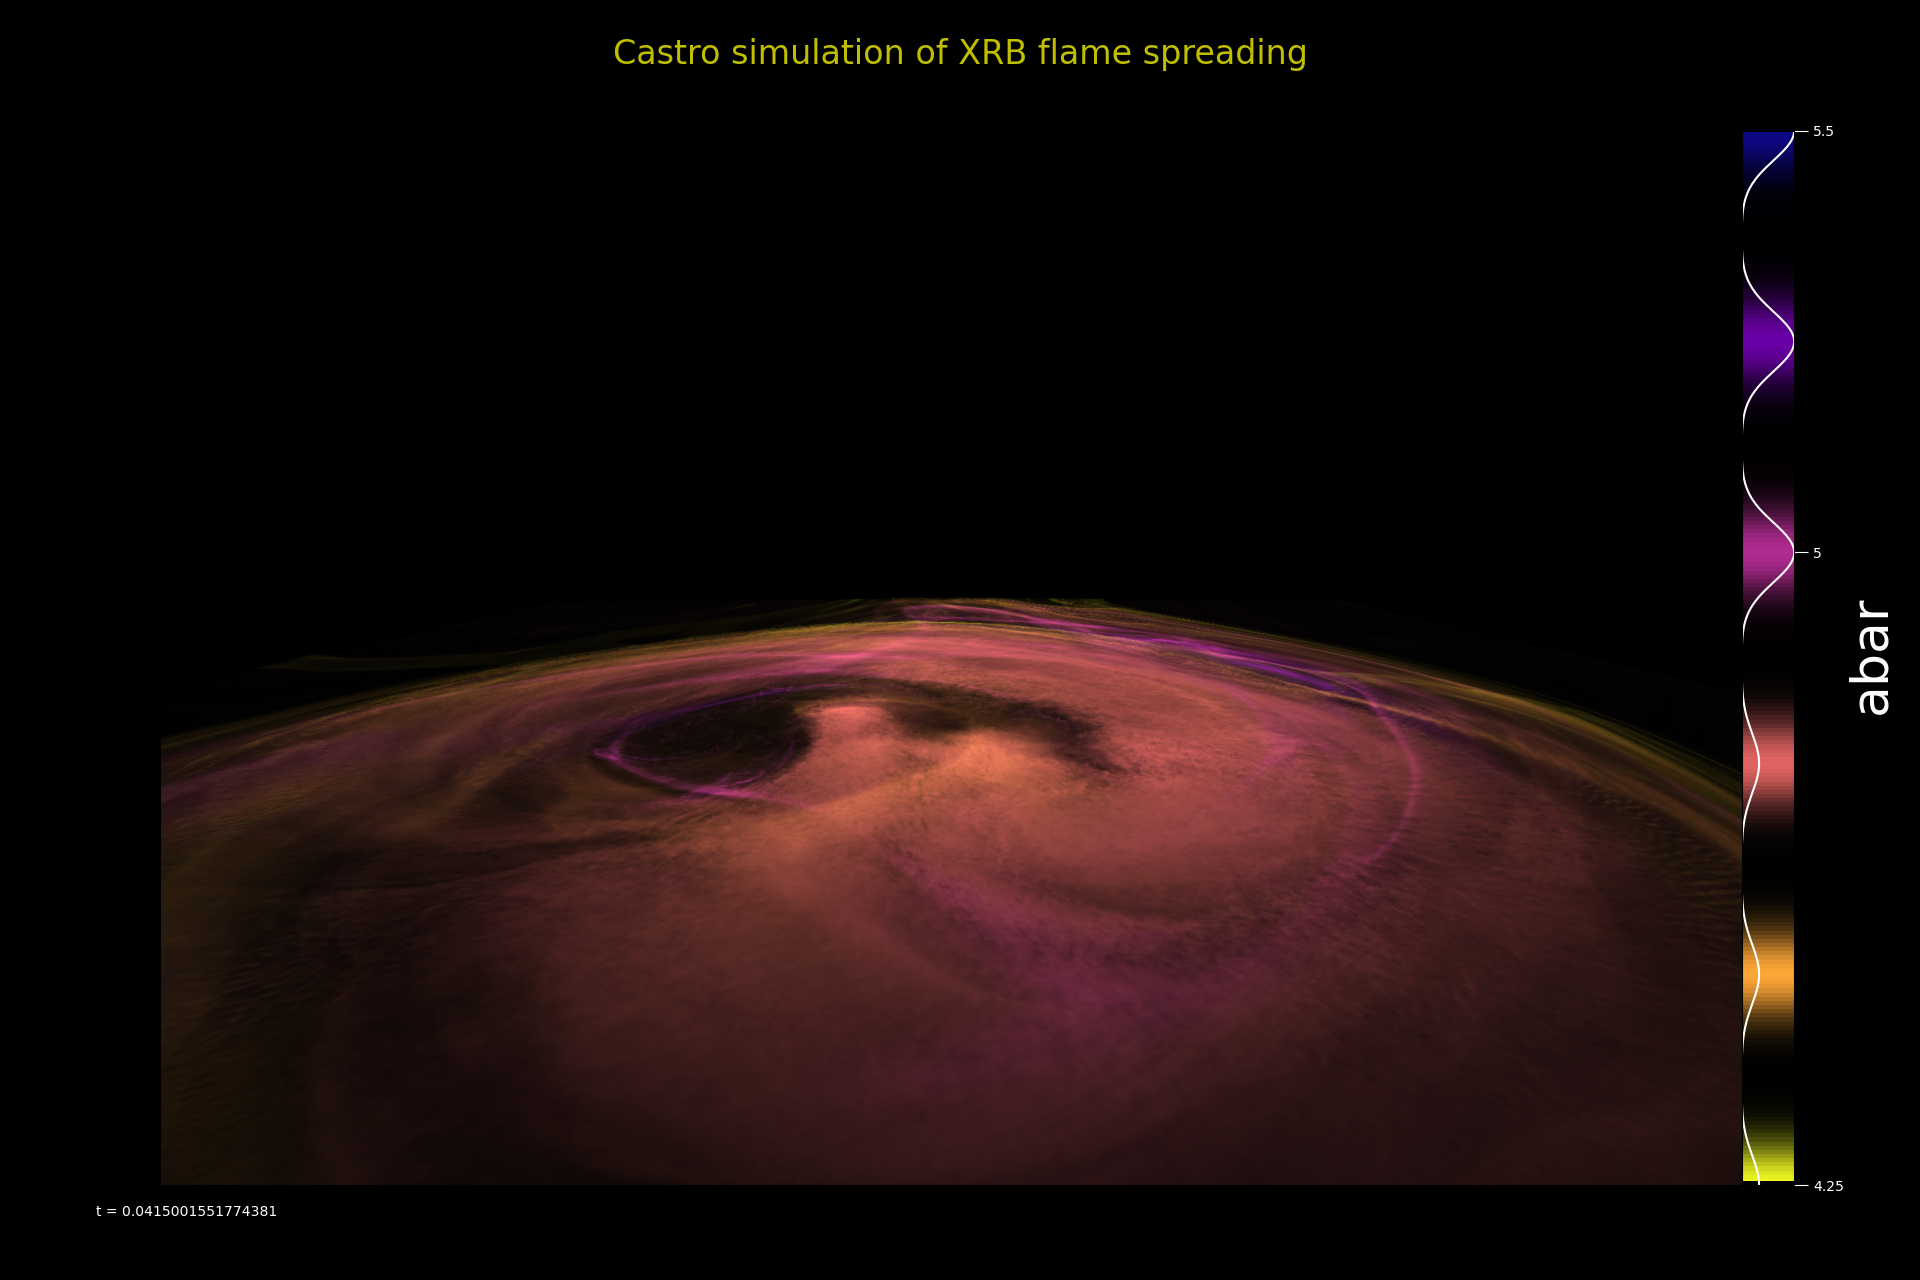 Castro simulation of XRB flame spreading
5.5
5
abar
4.25
t = 0.0415001551774381